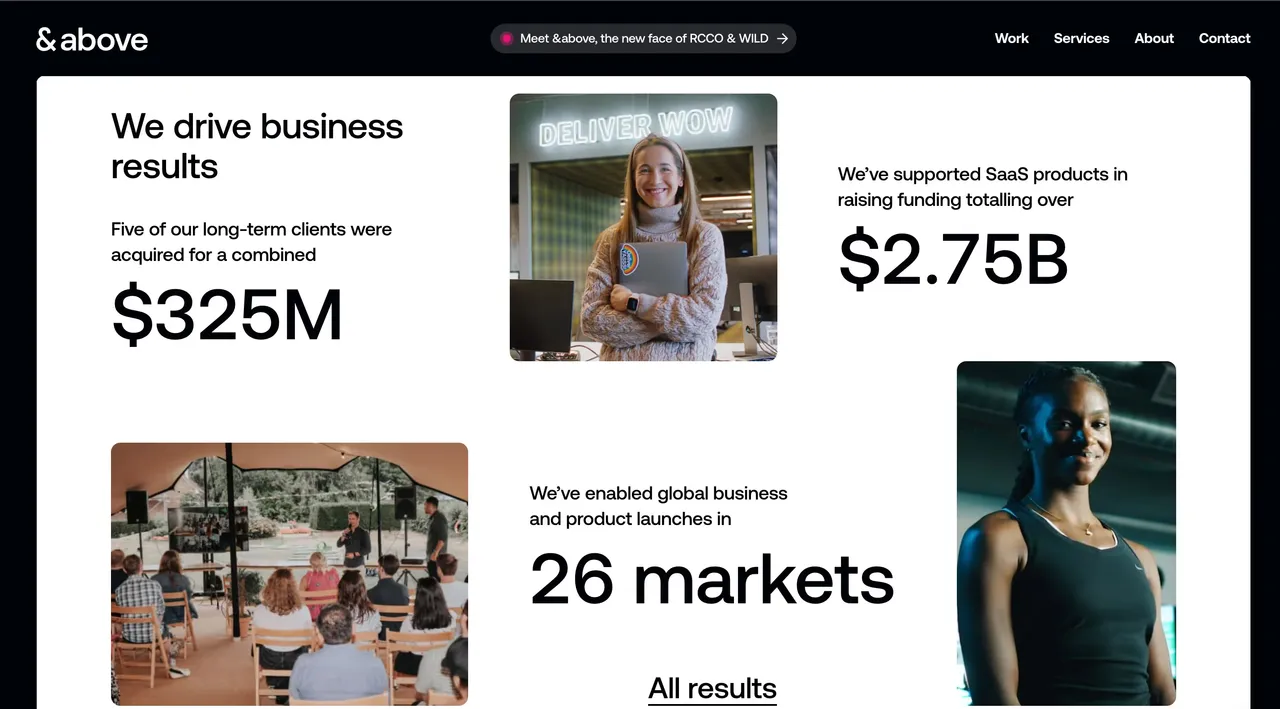 &above
Meet &above, the new face of RCCO & WILD →
Work
Services
About
Contact
We drive business
results
Five of our long-term clients were
acquired for a combined
$325M
DELIVER WOW
We’ve supported SaaS products in
raising funding totalling over
$2.75B
We’ve enabled global business
and product launches in
26 markets
All results